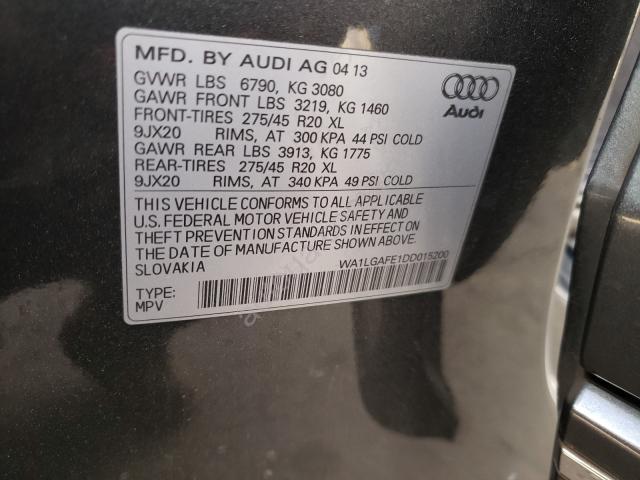 MFD. BY AUDI AG 04 13
GVWR LBS 6790, KG 3080
GAWR FRONT LBS 3219, KG 1460
FRONT-TIRES 275/45 R20 XL
9JX20 RIMS, AT 300 KPA 44 PSI COLD
GAWR REAR LBS 3913, KG 1775
REAR-TIRES 275/45 R20 XL
9JX20 RIMS, AT 340 KPA 49 PSI COLD
Audi
THIS VEHICLE CONFORMS TO ALL APPLICABLE
U.S. FEDERAL MOTOR VEHICLE SAFETY AND
THEFT PREVENTION STANDARDS IN EFFECT ON
THE DATE OF MANUFACTURE SHOWN ABOVE.
SLOVAKIA
WA1LGAFE1DD015200
TYPE:
MPV